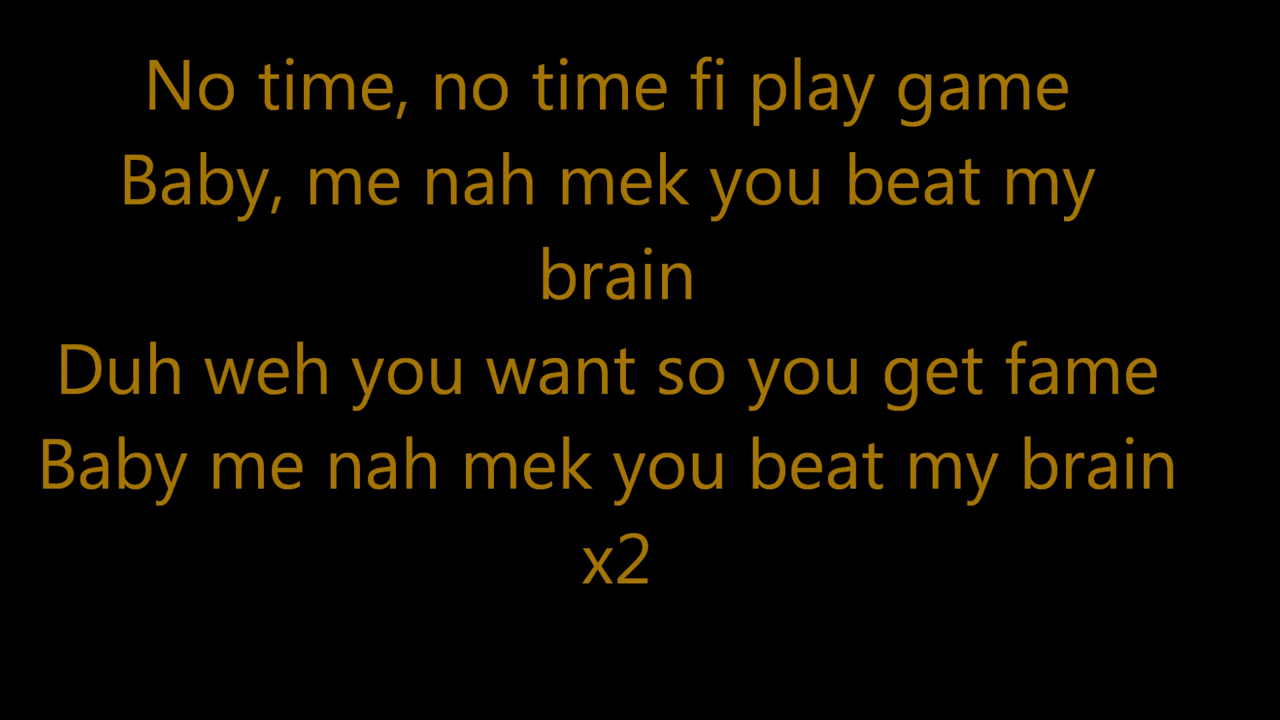 No time, no time fi play game
Baby, me nah mek you beat my
brain
Duh weh you want so you get fame
Baby me nah mek you beat my brain
x2